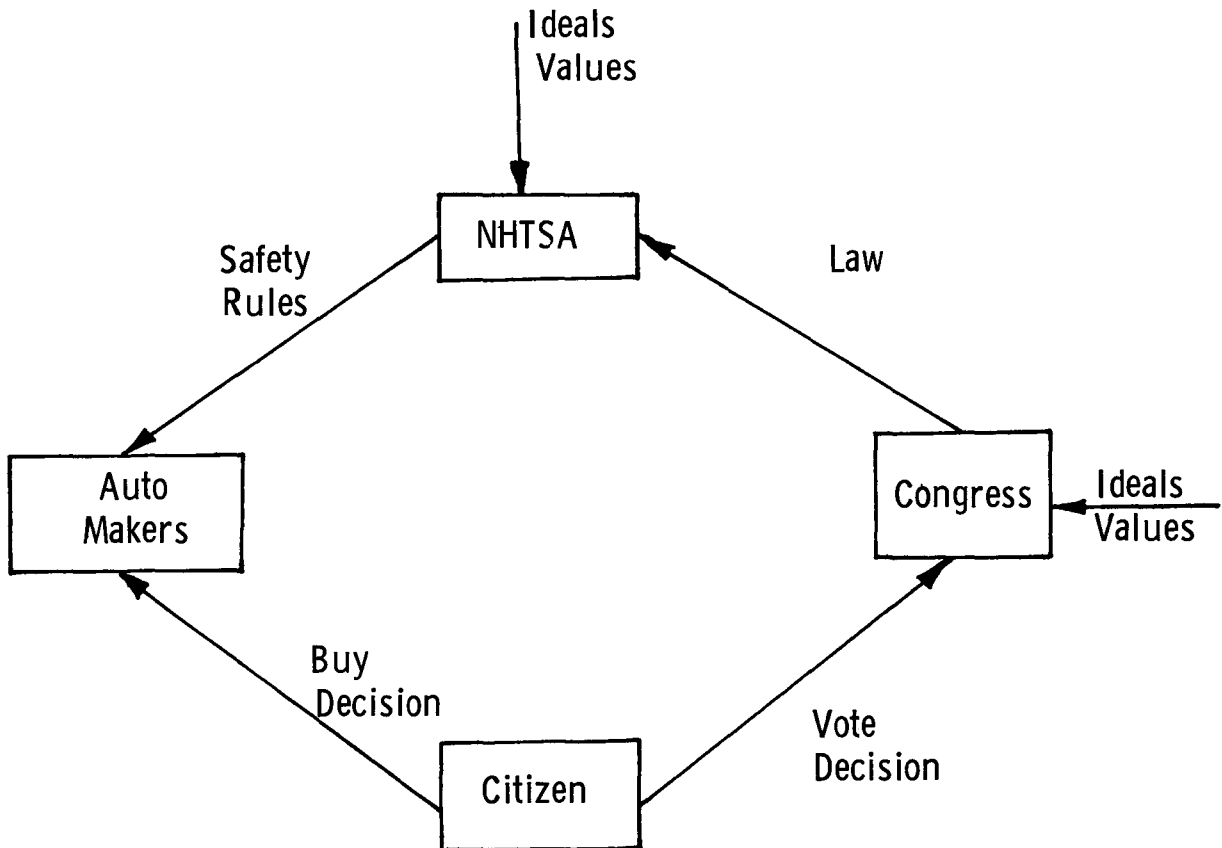 Ideals
Values
NHTSA
Safety
Rules
Law
Auto
Makers
Congress
Ideals
Values
Buy
Decision
Vote
Decision
Citizen